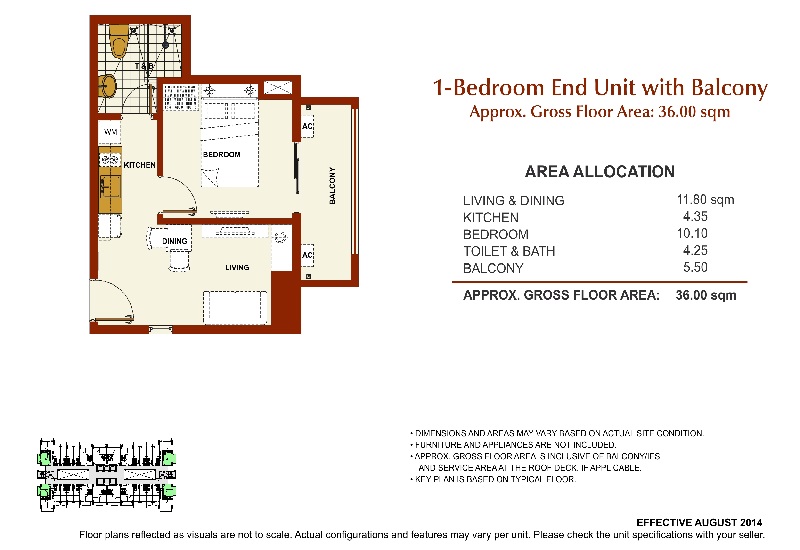 T & B
WM
KITCHEN
BEDROOM
AC
BALCONY
DINING
LIVING
AC
1-Bedroom End Unit with Balcony
Approx. Gross Floor Area: 36.00 sqm
AREA ALLOCATION
LIVING & DINING 11.80 sqm
KITCHEN 4.35
BEDROOM 10.10
TOILET & BATH 4.25
BALCONY 5.50
APPROX. GROSS FLOOR AREA: 36.00 sqm
• DIMENSIONS AND AREAS MAY VARY BASED ON ACTUAL SITE CONDITION.
• FURNITURE AND APPLIANCES ARE NOT INCLUDED.
• APPROX. GROSS FLOOR AREA IS INCLUSIVE OF BALCONY/IES
AND SERVICE AREA AT THE ROOF DECK, IF APPLICABLE.
• KEY PLAN IS BASED ON TYPICAL FLOOR.
EFFECTIVE AUGUST 2014
Floor plans reflected as visuals are not to scale. Actual configurations and features may vary per unit. Please check the unit specifications with your seller.